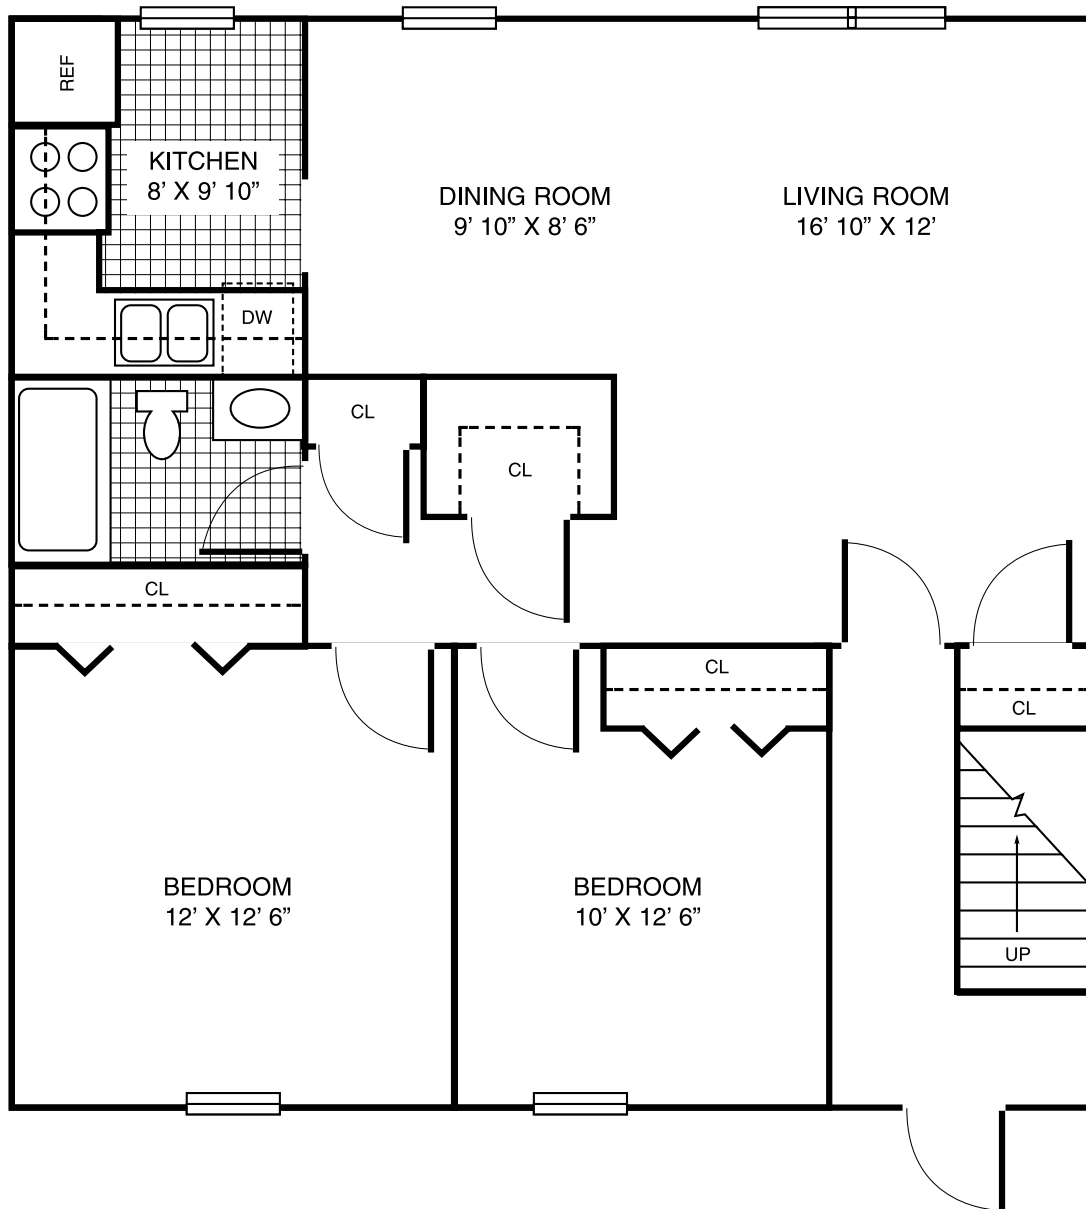 REF
KITCHEN
8’ X 9’ 10”
DINING ROOM
9’ 10” X 8’ 6”
LIVING ROOM
16’ 10” X 12’
DW
CL
CL
CL
CL
CL
BEDROOM
12’ X 12’ 6”
BEDROOM
10’ X 12’ 6”
UP